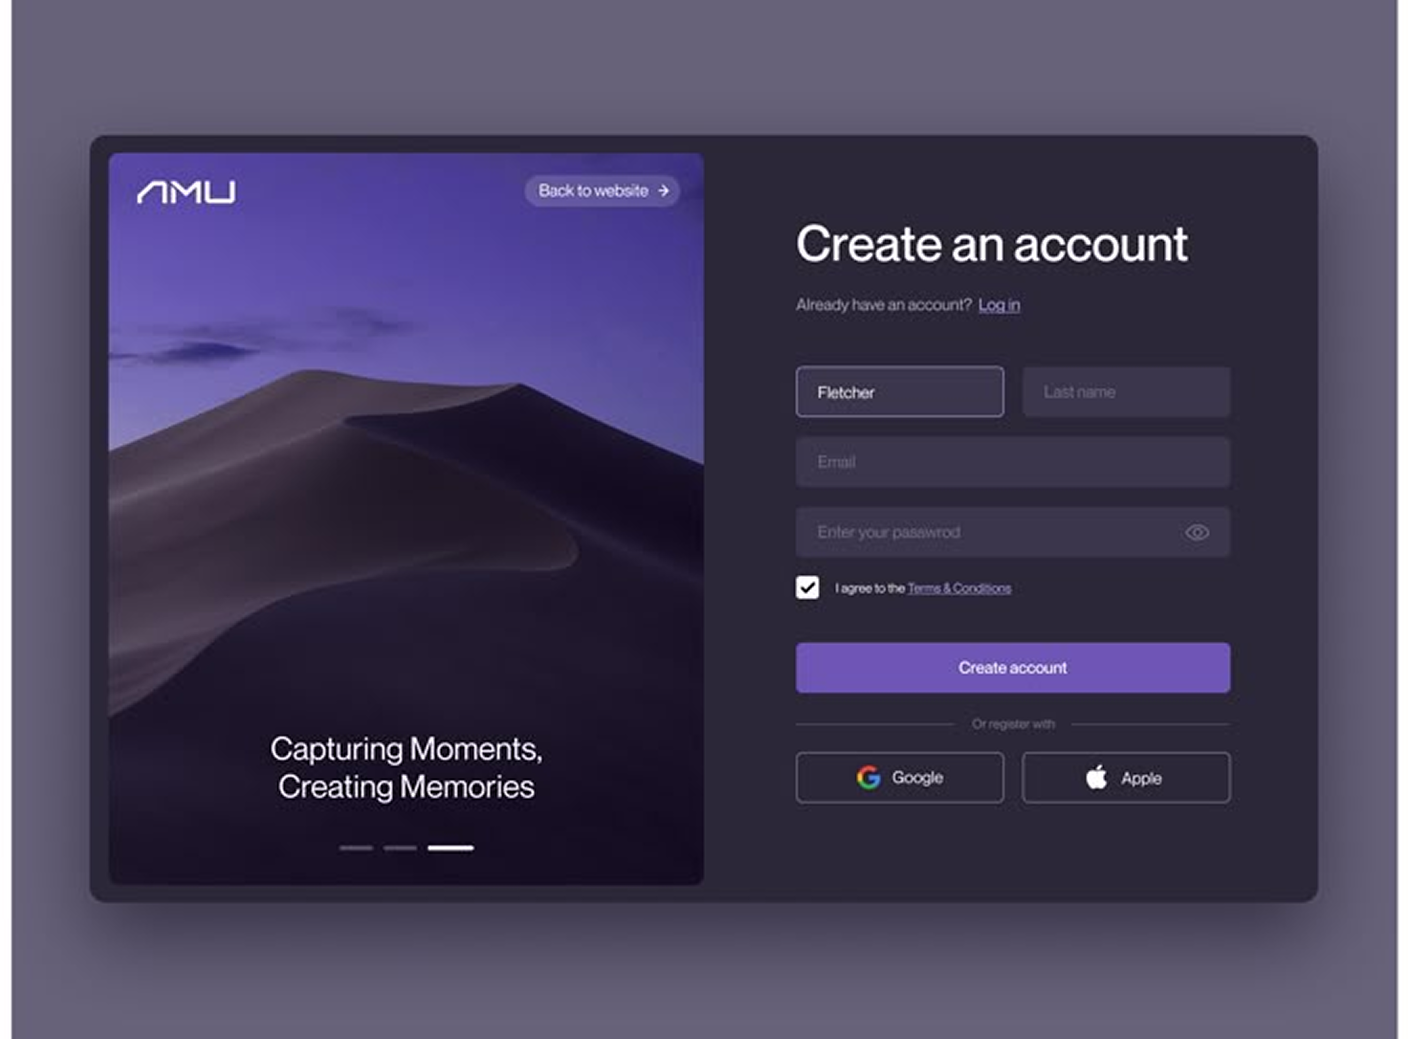 AMU
Back to website →
Create an account
Already have an account? Log in
Fletcher
Last name
Email
Enter your passwrod
I agree to the Terms & Conditions
Create account
Or register with
Google
Apple
Capturing Moments,
Creating Memories